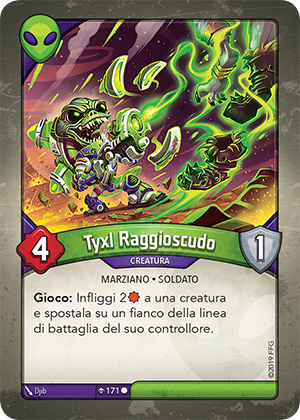 4
Tyxl Raggioscudo
1
CREATURA
MARZIANO • SOLDATO
Gioco: Infliggi 2 a una creatura
e spostala su un fianco della linea
di battaglia del suo controllore.
©2019 FFG
Djib
171